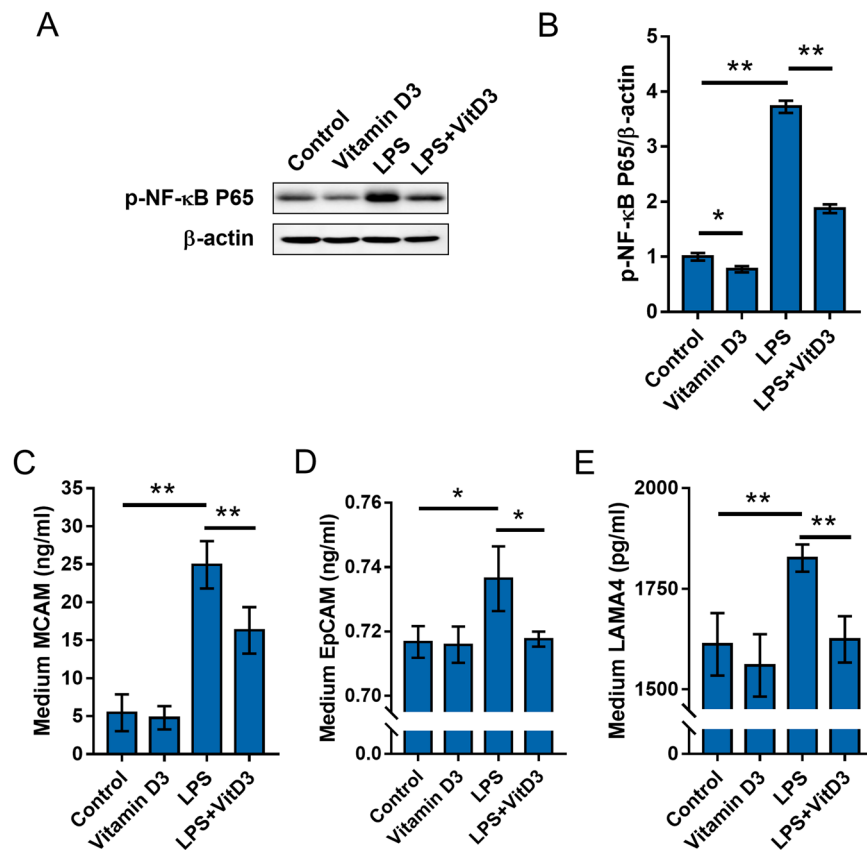 A
Control
Vitamin D3
LPS
LPS+VitD3
p-NF-κB P65
β-actin
B
p-NF-κB P65/β-actin
5
4
3
2
1
0
**
**
*
Control
Vitamin D3
LPS
LPS+VitD3
C
Medium MCAM (ng/ml)
35
30
25
20
15
10
5
0
**
**
Control
Vitamin D3
LPS
LPS+VitD3
D
Medium EpCAM (ng/ml)
0.76
0.74
0.72
0.70
0.0
*
*
Control
Vitamin D3
LPS
LPS+VitD3
E
Medium LAMA4 (pg/ml)
2000
1750
1500
0
**
**
Control
Vitamin D3
LPS
LPS+VitD3